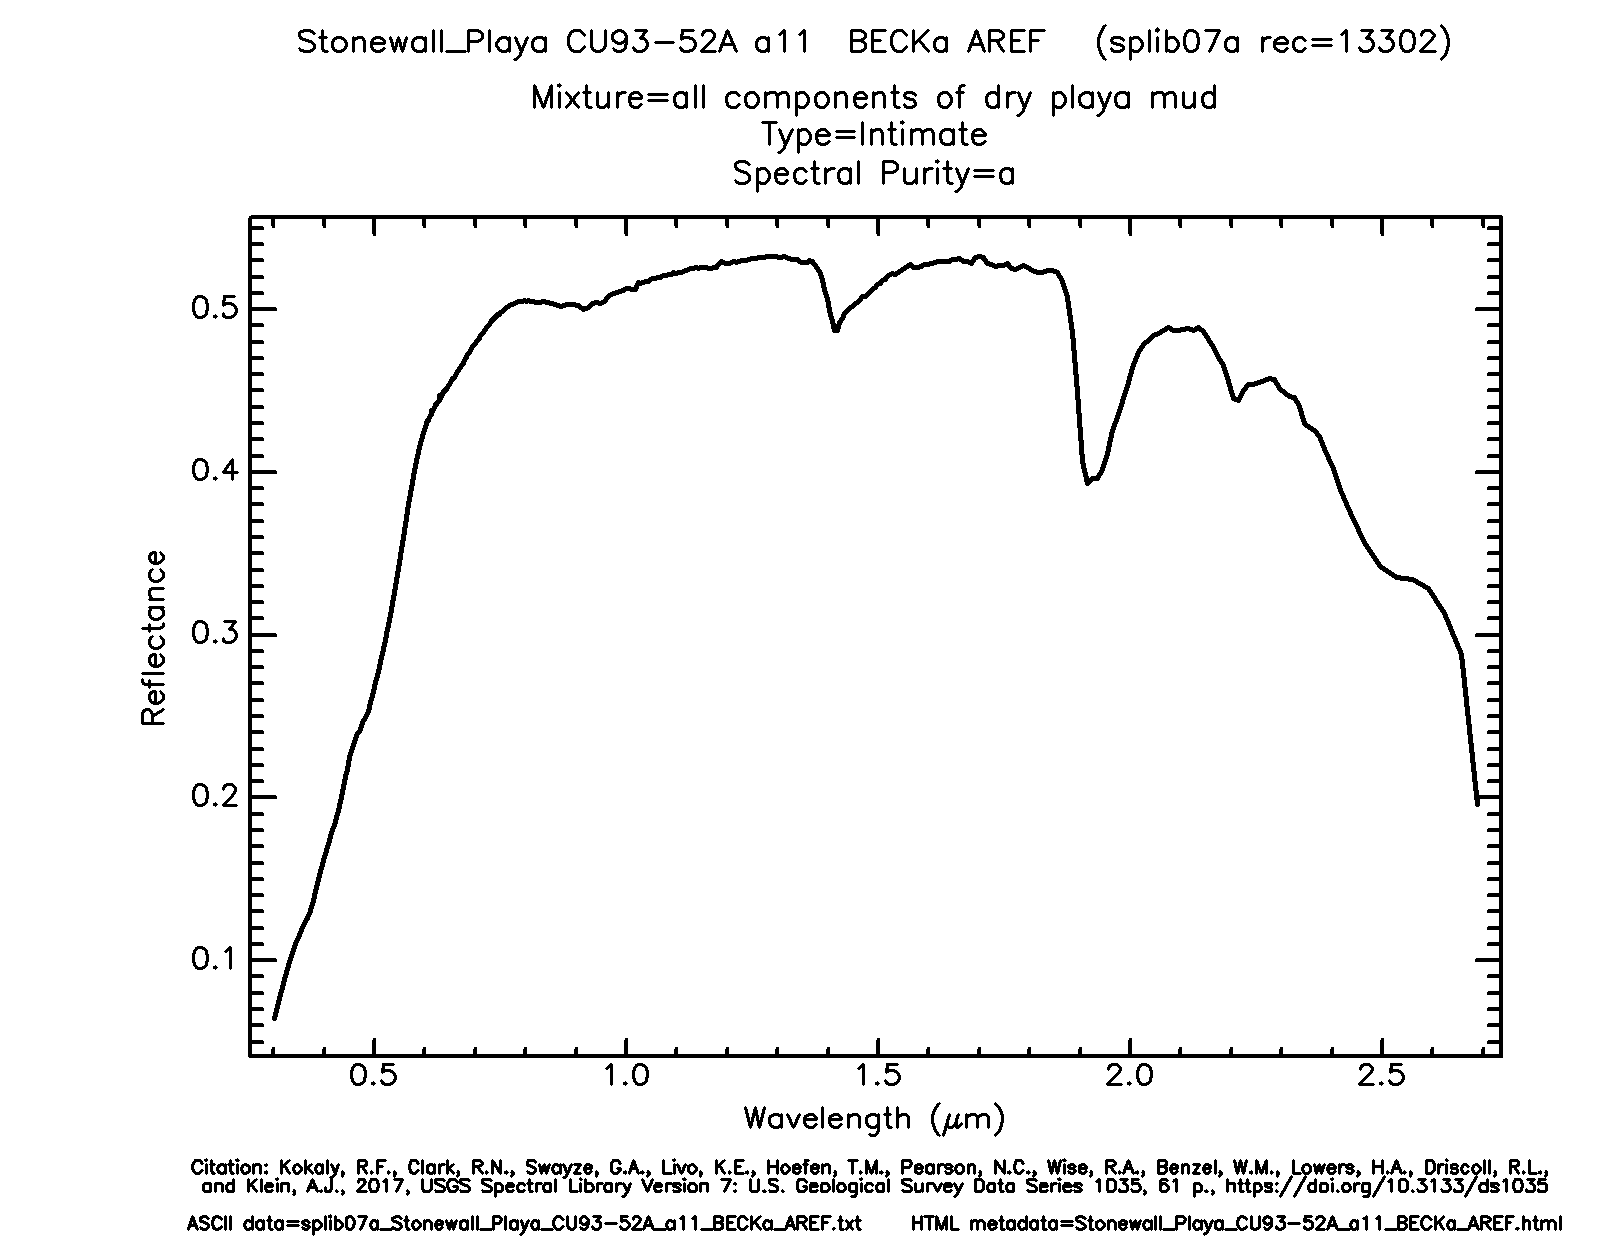 Stonewall_Playa CU93-52A a11 BECKa AREF (splib07a rec=13302)
Mixture=all components of dry playa mud
Type=Intimate
Spectral Purity=a
0.5
0.4
0.3
0.2
0.1
Reflectance
0.5 1.0 1.5 2.0 2.5
Wavelength (μm)
Citation: Kokaly, R.F., Clark, R.N., Swayze, G.A., Livo, K.E., Hoefen, T.M., Pearson, N.C., Wise, R.A., Benzel, W.M., Lowers, H.A., Driscoll, R.L.,
and Klein, A.J., 2017, USGS Spectral Library Version 7: U.S. Geological Survey Data Series 1035, 61 p., https://doi.org/10.3133/ds1035
ASCII data=splib07a_Stonewall_Playa_CU93-52A_a11_BECKa_AREF.txt HTML metadata=Stonewall_Playa_CU93-52A_a11_BECKa_AREF.html